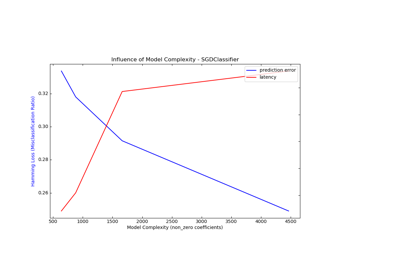 Influence of Model Complexity - SGDClassifier
prediction error
latency
0.32
0.30
0.28
0.26
Hamming Loss (Misclassification Ratio)
500 1000 1500 2000 2500 3000 3500 4000 4500
Model Complexity (non_zero coefficients)